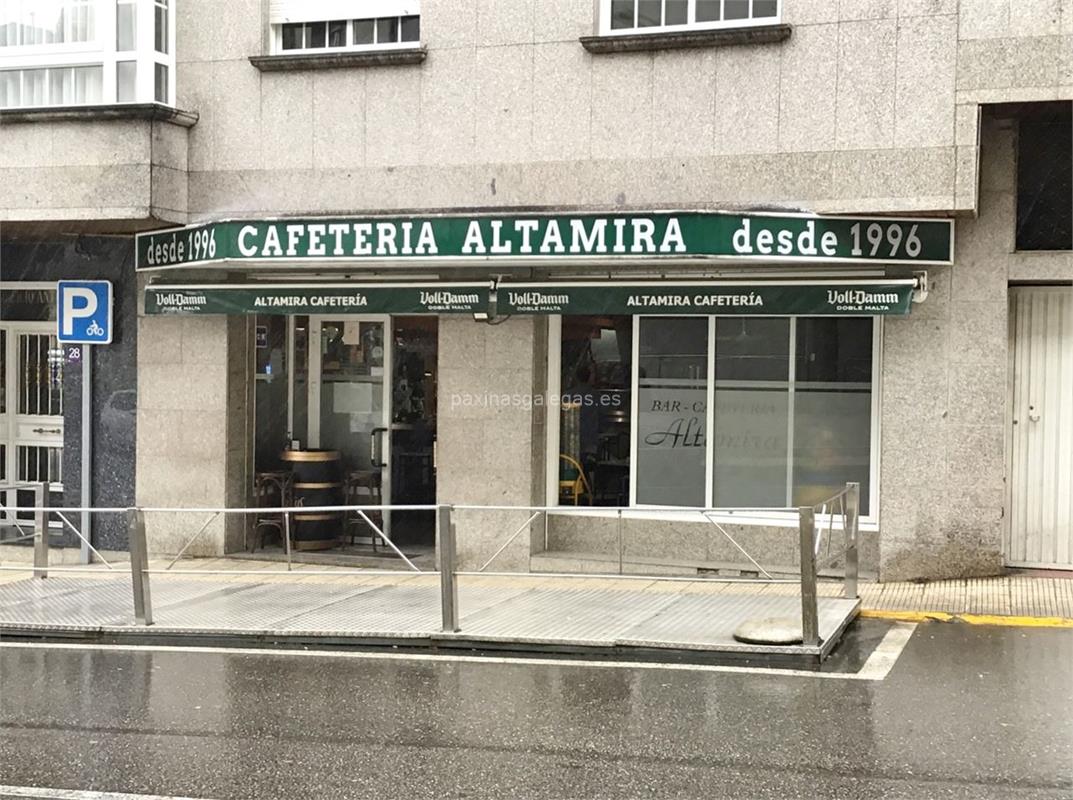 desde 1996 CAFETERIA ALTAMIRA desde 1996
Voll-Damm
DOBLE MALTA
ALTAMIRA CAFETERÍA
Voll-Damm
DOBLE MALTA
Voll-Damm
DOBLE MALTA
ALTAMIRA CAFETERÍA
Voll-Damm
DOBLE MALTA
P
28
paxinasgalegas.es
BAR - CAFETERIA
Altamira